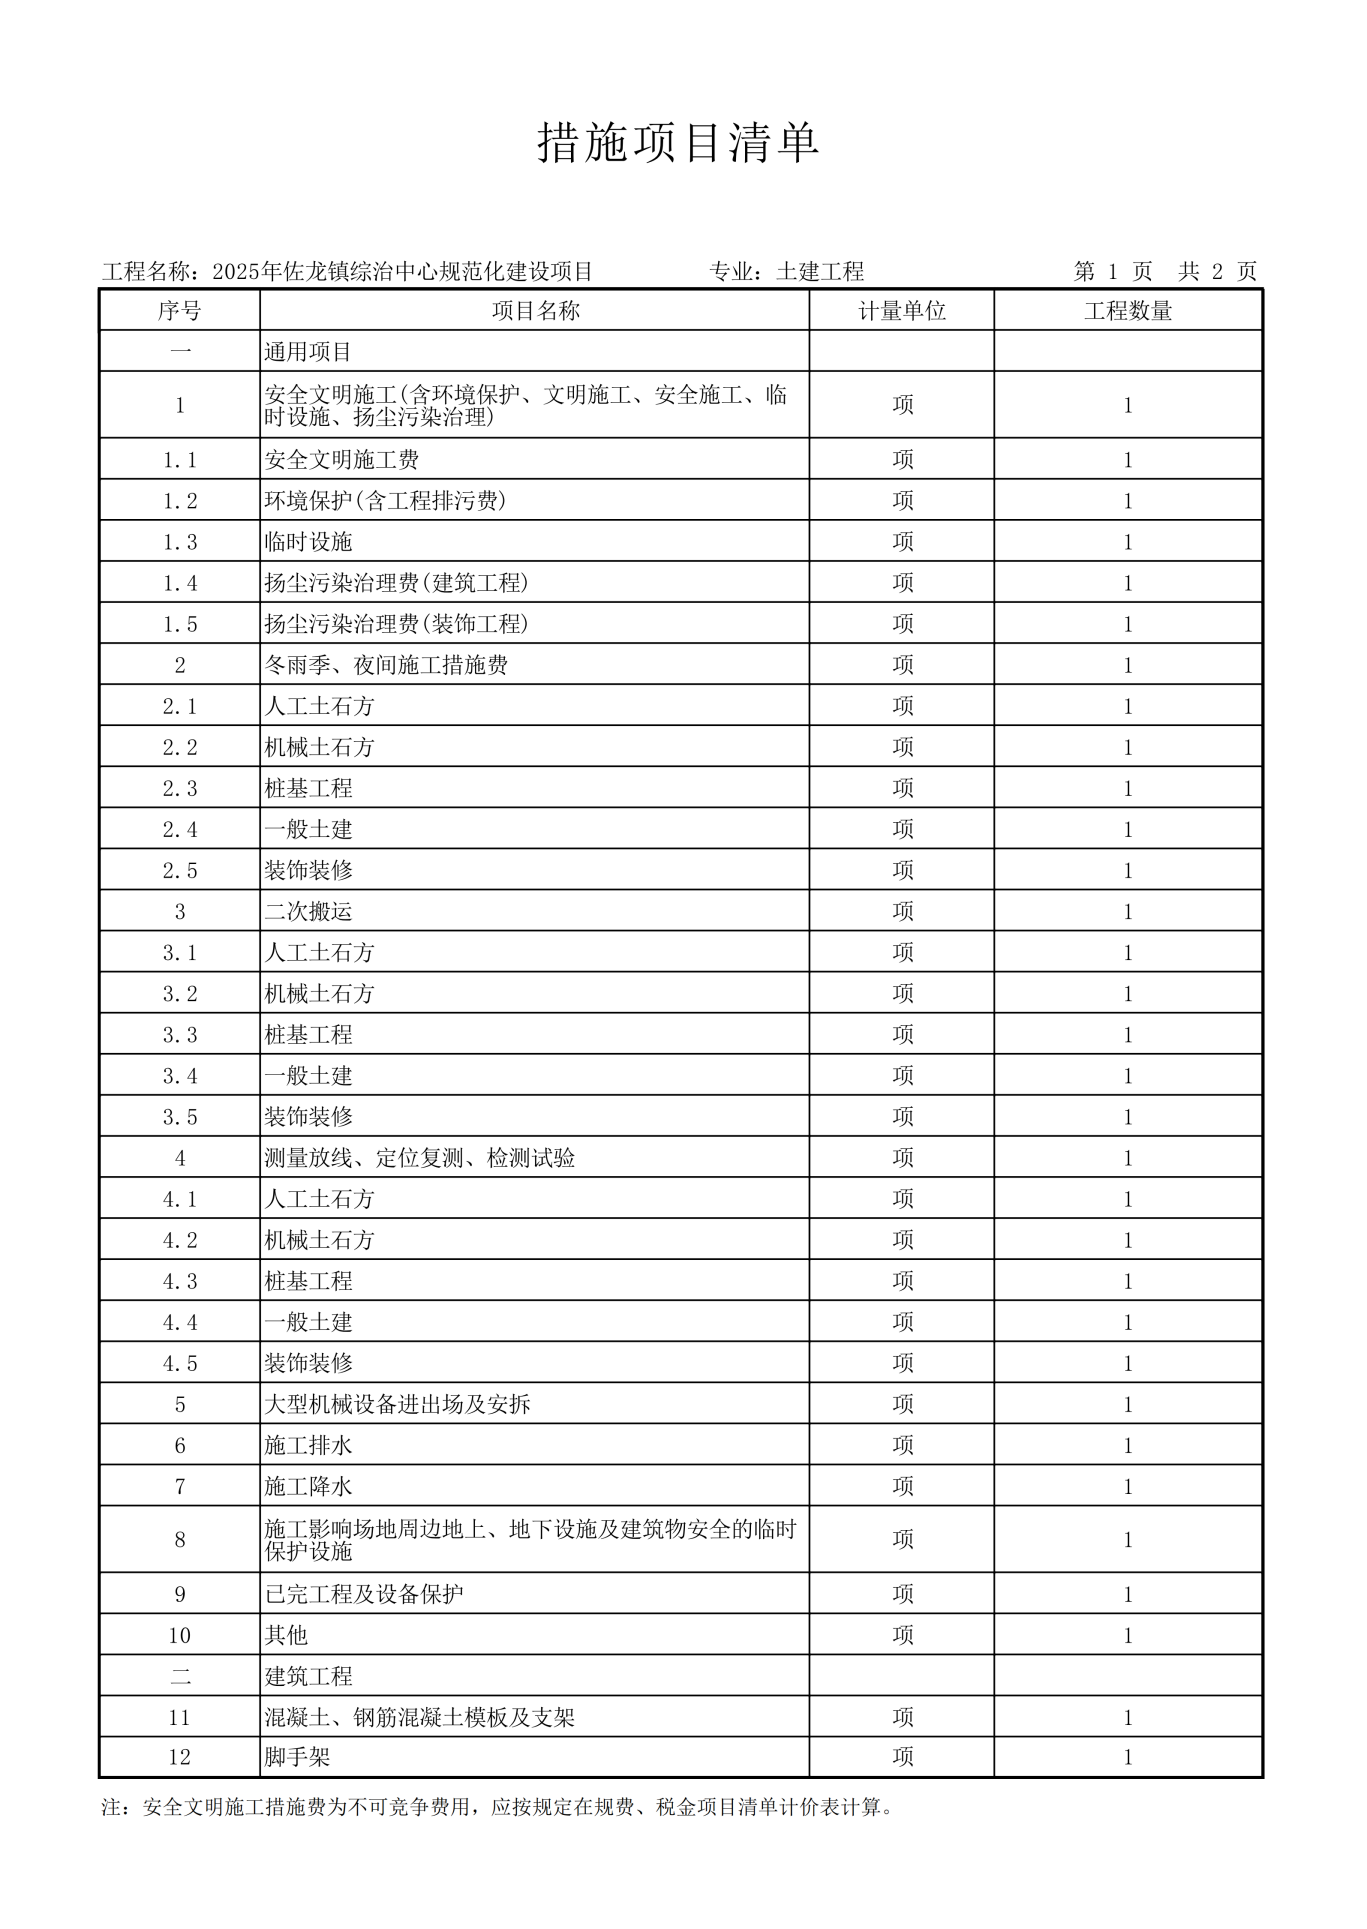 措施项目清单
工程名称：2025年佐龙镇综治中心规范化建设项目 专业：土建工程 第 1 页 共 2 页
序号 项目名称 计量单位 工程数量
一 通用项目
1 安全文明施工(含环境保护、文明施工、安全施工、临
时设施、扬尘污染治理) 项 1
1.1 安全文明施工费 项 1
1.2 环境保护(含工程排污费) 项 1
1.3 临时设施 项 1
1.4 扬尘污染治理费(建筑工程) 项 1
1.5 扬尘污染治理费(装饰工程) 项 1
2 冬雨季、夜间施工措施费 项 1
2.1 人工土石方 项 1
2.2 机械土石方 项 1
2.3 桩基工程 项 1
2.4 一般土建 项 1
2.5 装饰装修 项 1
3 二次搬运 项 1
3.1 人工土石方 项 1
3.2 机械土石方 项 1
3.3 桩基工程 项 1
3.4 一般土建 项 1
3.5 装饰装修 项 1
4 测量放线、定位复测、检测试验 项 1
4.1 人工土石方 项 1
4.2 机械土石方 项 1
4.3 桩基工程 项 1
4.4 一般土建 项 1
4.5 装饰装修 项 1
5 大型机械设备进出场及安拆 项 1
6 施工排水 项 1
7 施工降水 项 1
8 施工影响场地周边地上、地下设施及建筑物安全的临时
保护设施 项 1
9 已完工程及设备保护 项 1
10 其他 项 1
二 建筑工程
11 混凝土、钢筋混凝土模板及支架 项 1
12 脚手架 项 1
注：安全文明施工措施费为不可竞争费用，应按规定在规费、税金项目清单计价表计算。